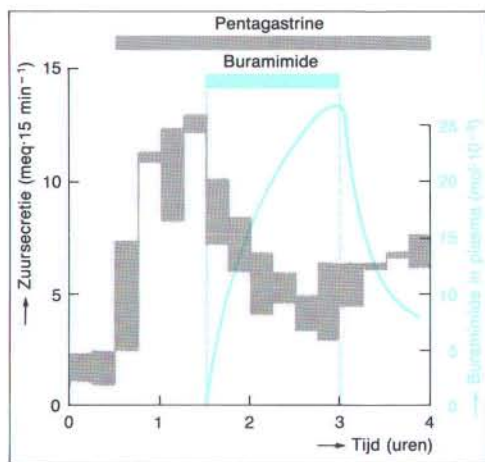 Pentagastrine
Buramimide
→ Zuursecretie (meq·15 min⁻¹)
15
10
5
0
0 1 2 3 4
→ Tijd (uren)
25
20
15
10
5
0
→ Buramimide in plasma (mol·10⁻⁶)